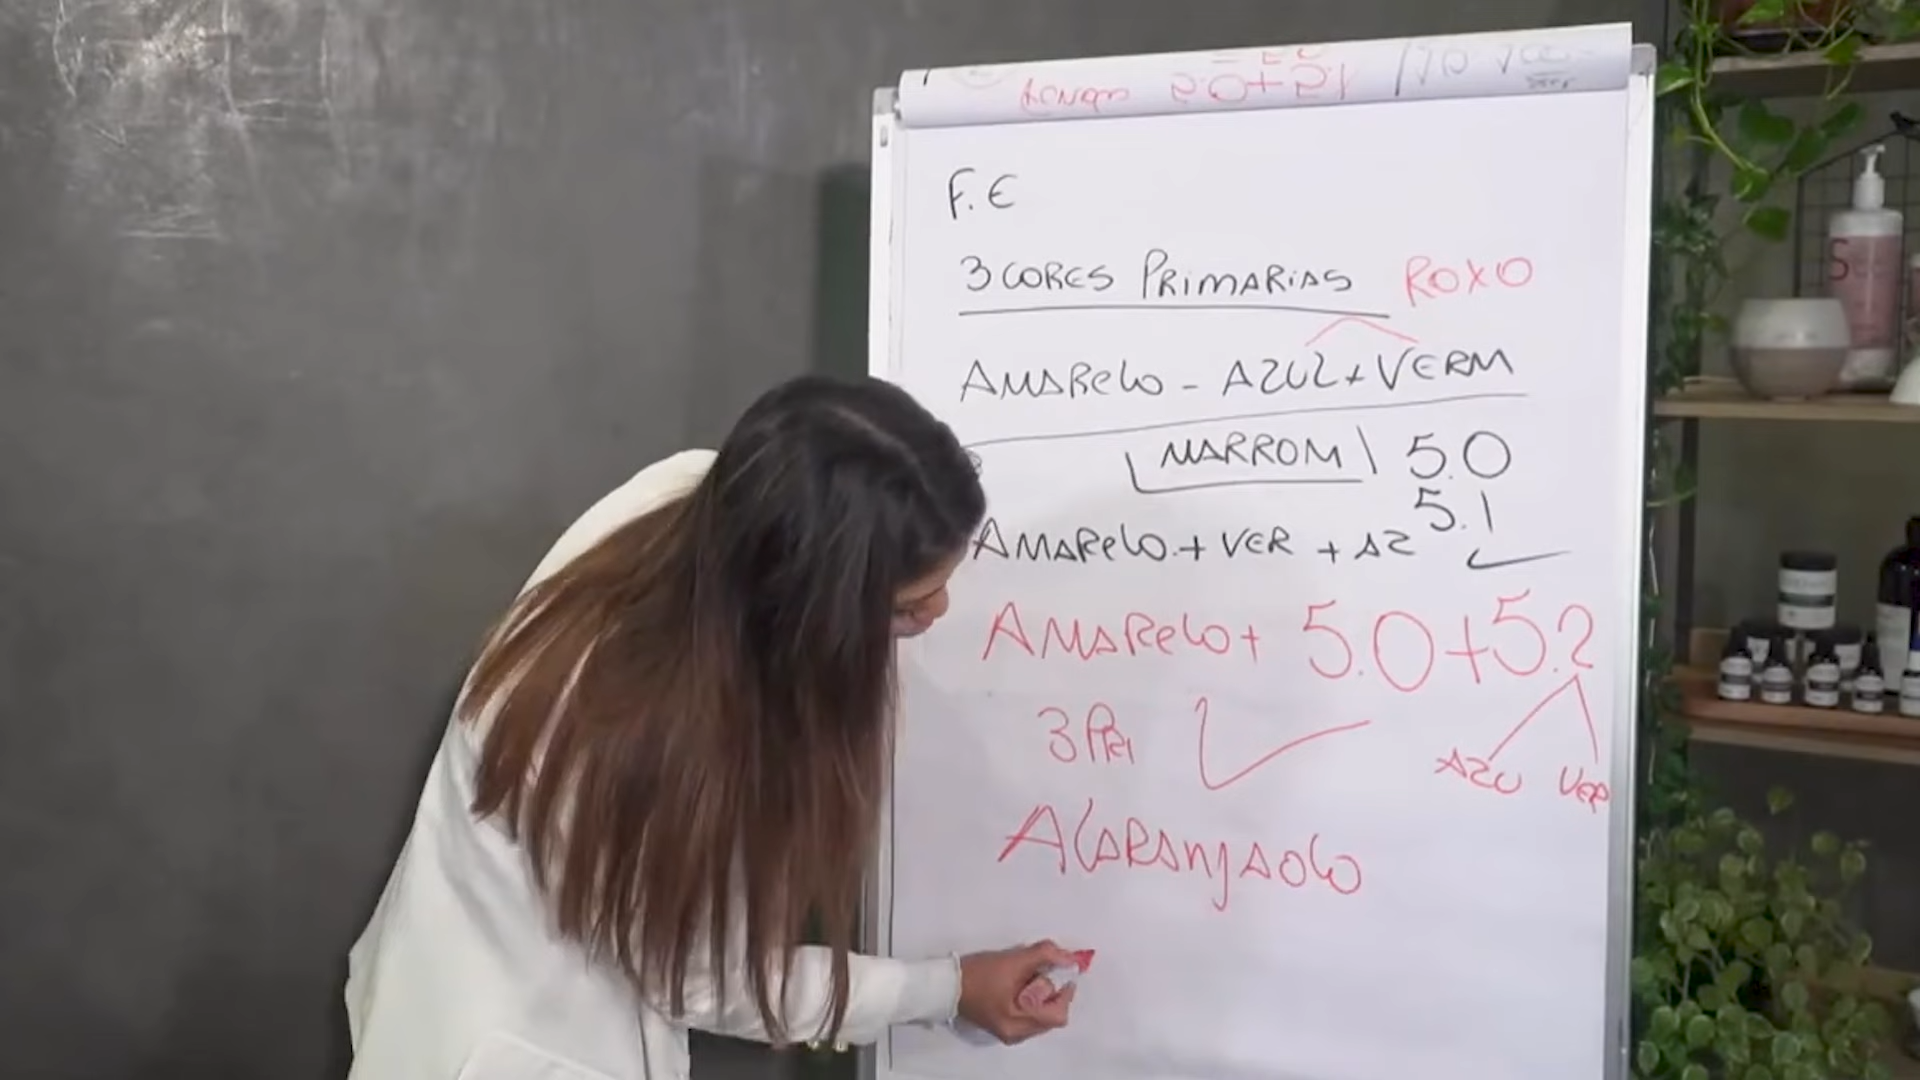 F.E
3 CORES PRIMARIAS ROXO
AMARELO - AZUL + VERM
MARROM 5.0
5.1
AMARELO + VER + AZ
AMARELO + 5.0 + 5.2
3 PRI
AZU VER
ALARANJADO
S